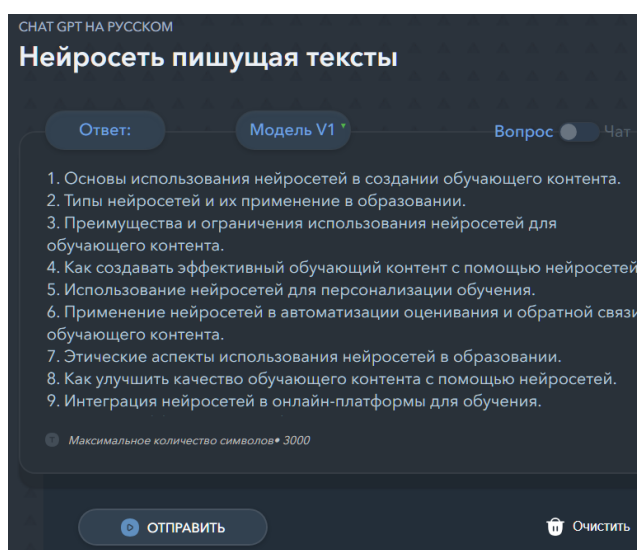 CHAT GPT НА РУССКОМ
Нейросеть пишущая тексты
Ответ: Модель V1 Вопрос Чат
1. Основы использования нейросетей в создании обучающего контента.
2. Типы нейросетей и их применение в образовании.
3. Преимущества и ограничения использования нейросетей для
обучающего контента.
4. Как создавать эффективный обучающий контент с помощью нейросетей
5. Использование нейросетей для персонализации обучения.
6. Применение нейросетей в автоматизации оценивания и обратной связи
обучающего контента.
7. Этические аспекты использования нейросетей в образовании.
8. Как улучшить качество обучающего контента с помощью нейросетей.
9. Интеграция нейросетей в онлайн-платформы для обучения.
Максимальное количество символов• 3000
ОТПРАВИТЬ Очистить